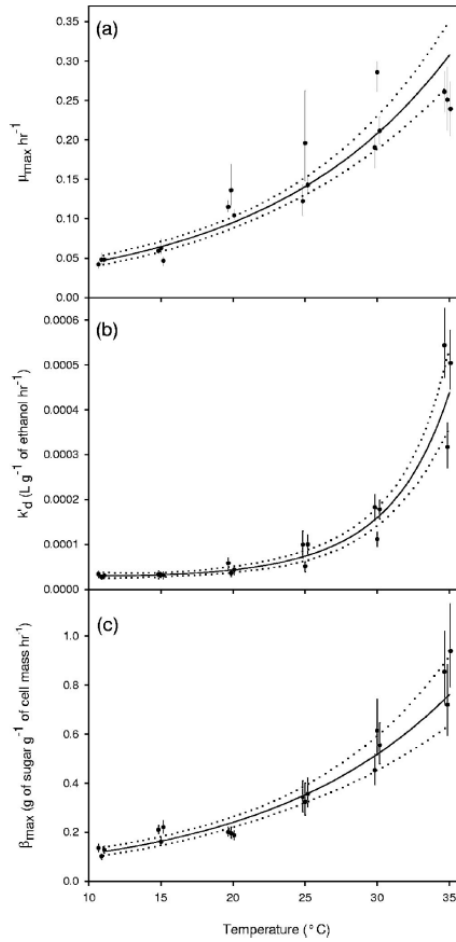 (a)
0.35
0.30
0.25
0.20
0.15
0.10
0.05
0.00
μmax hr⁻¹
(b)
0.0006
0.0005
0.0004
0.0003
0.0002
0.0001
0.0000
k'd (L g⁻¹ of ethanol hr⁻¹)
(c)
1.0
0.8
0.6
0.4
0.2
0.0
βmax (g of sugar g⁻¹ of cell mass hr⁻¹)
10 15 20 25 30 35
Temperature (°C)